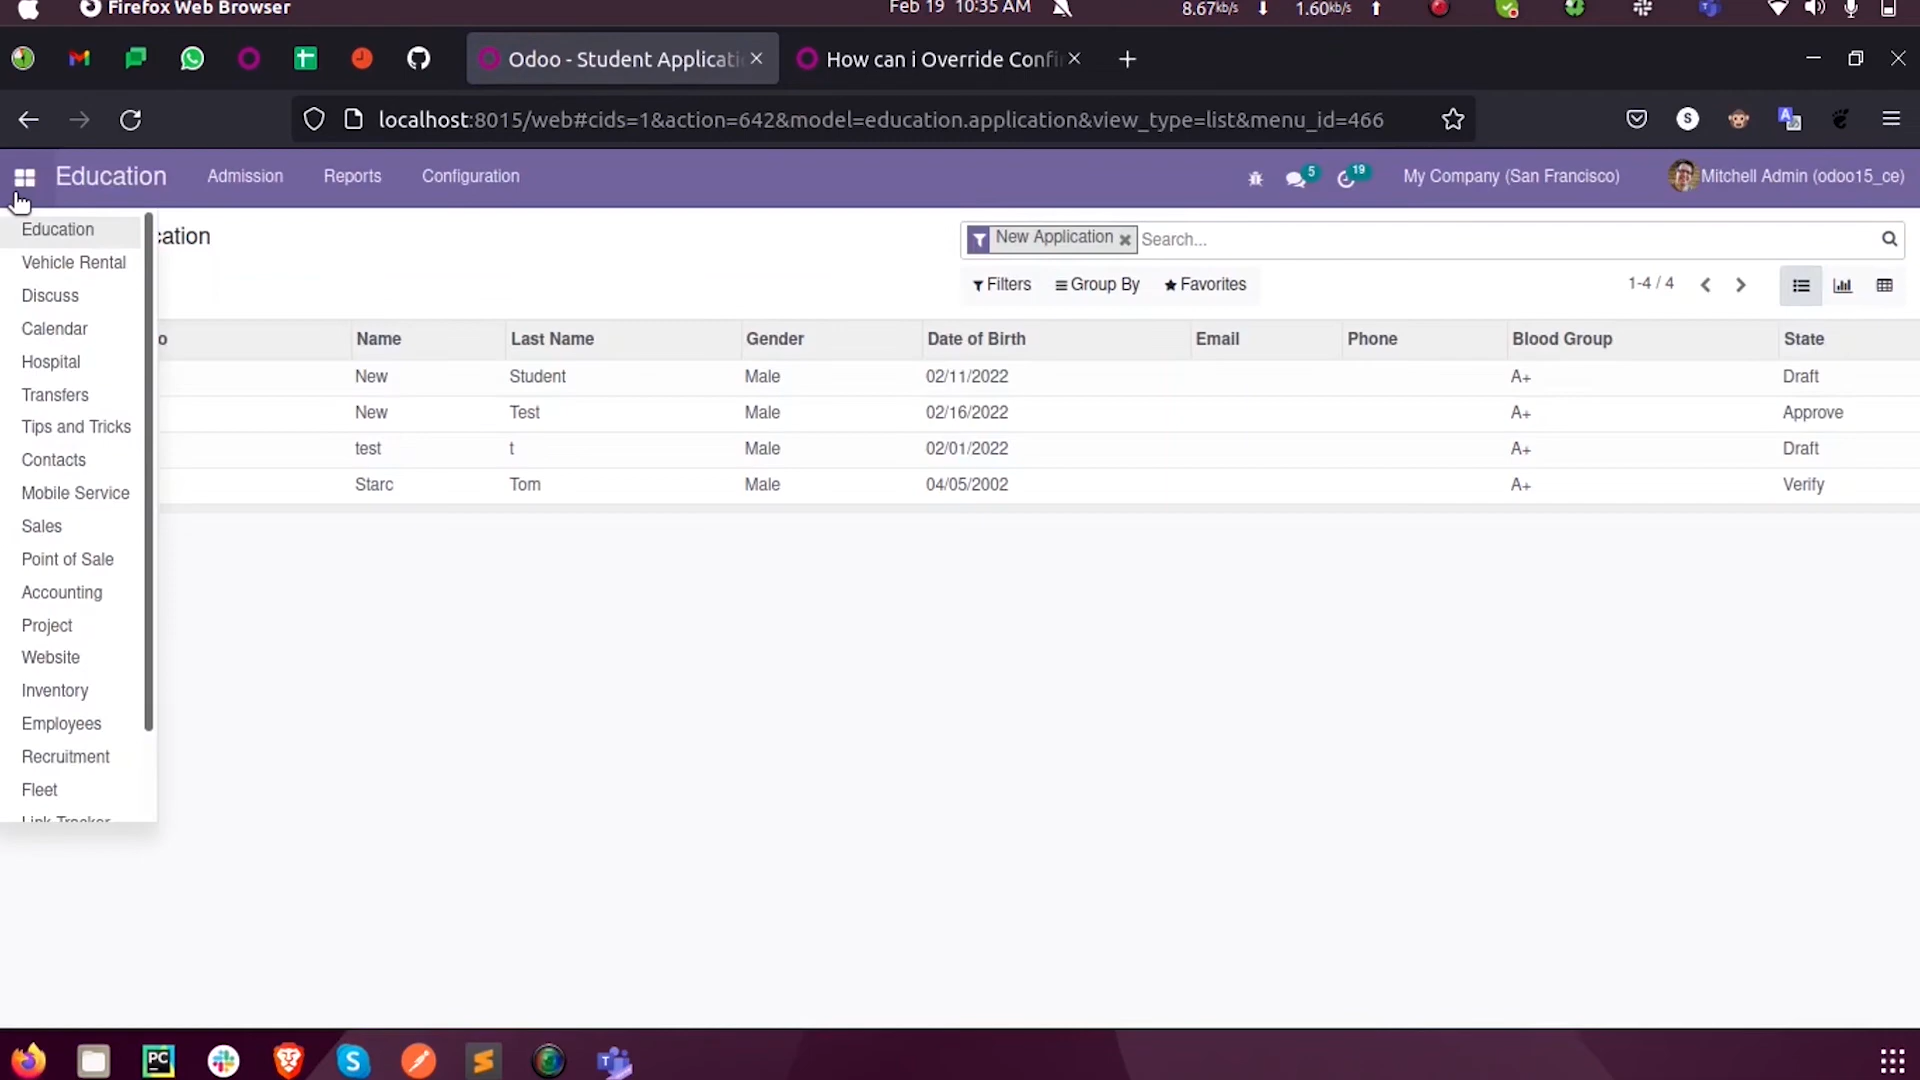 Firefox Web Browser
Feb 19 10:35 AM
8.67kb/s
1.60kb/s
Odoo - Student Applicati
How can i Override Confi
localhost:8015/web#cids=1&action=642&model=education.application&view_type=list&menu_id=466
Education
Admission
Reports
Configuration
5
19
My Company (San Francisco)
Mitchell Admin (odoo15_ce)
Education
cation
New Application
Search...
Vehicle Rental
Discuss
Filters
Group By
Favorites
1-4 / 4
Calendar
o
Name
Last Name
Gender
Date of Birth
Email
Phone
Blood Group
State
Hospital
New Student Male 02/11/2022 A+ Draft
Transfers
New Test Male 02/16/2022 A+ Approve
Tips and Tricks
test t Male 02/01/2022 A+ Draft
Contacts
Starc Tom Male 04/05/2002 A+ Verify
Mobile Service
Sales
Point of Sale
Accounting
Project
Website
Inventory
Employees
Recruitment
Fleet
Link Tracker
PC